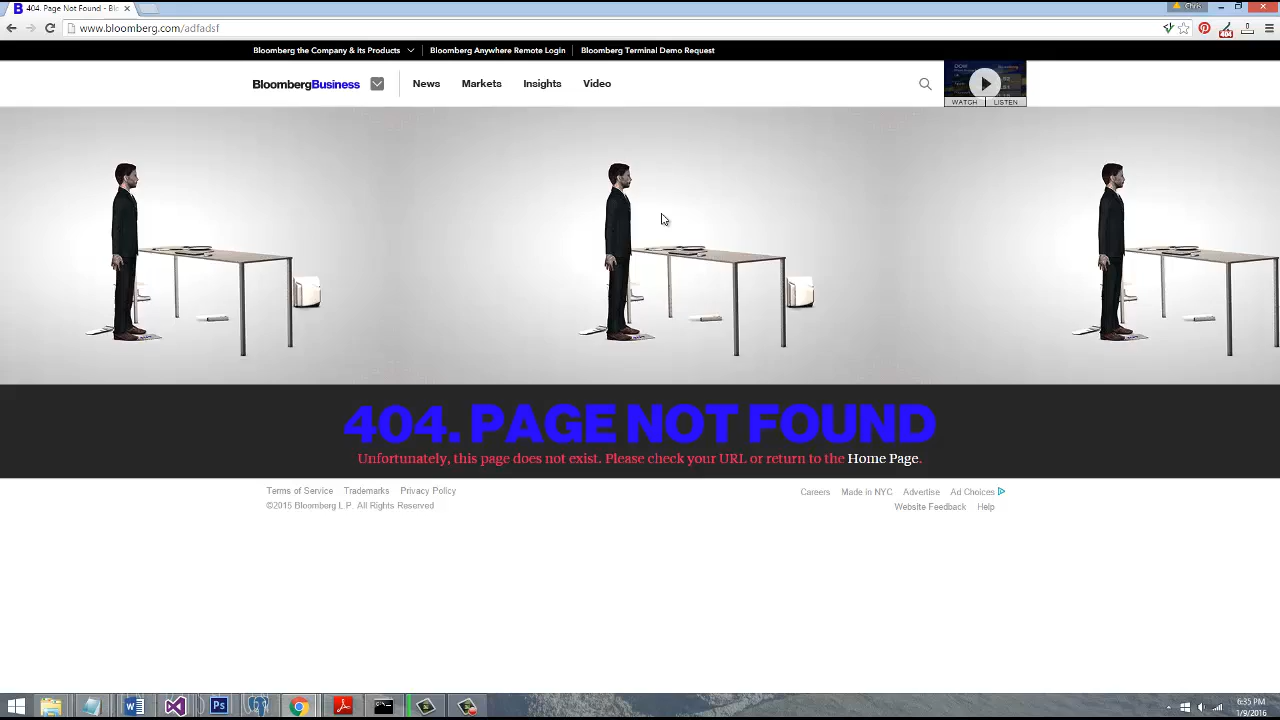 404. Page Not Found - Blo
Chris
www.bloomberg.com/adfadsf
404
Bloomberg the Company & Its Products
Bloomberg Anywhere Remote Login
Bloomberg Terminal Demo Request
BloombergBusiness
News
Markets
Insights
Video
WATCH
LISTEN
404. PAGE NOT FOUND
Unfortunately, this page does not exist. Please check your URL or return to the Home Page.
Terms of Service
Trademarks
Privacy Policy
Careers
Made in NYC
Advertise
Ad Choices
©2015 Bloomberg L.P. All Rights Reserved
Website Feedback
Help
6:35 PM
1/9/2016